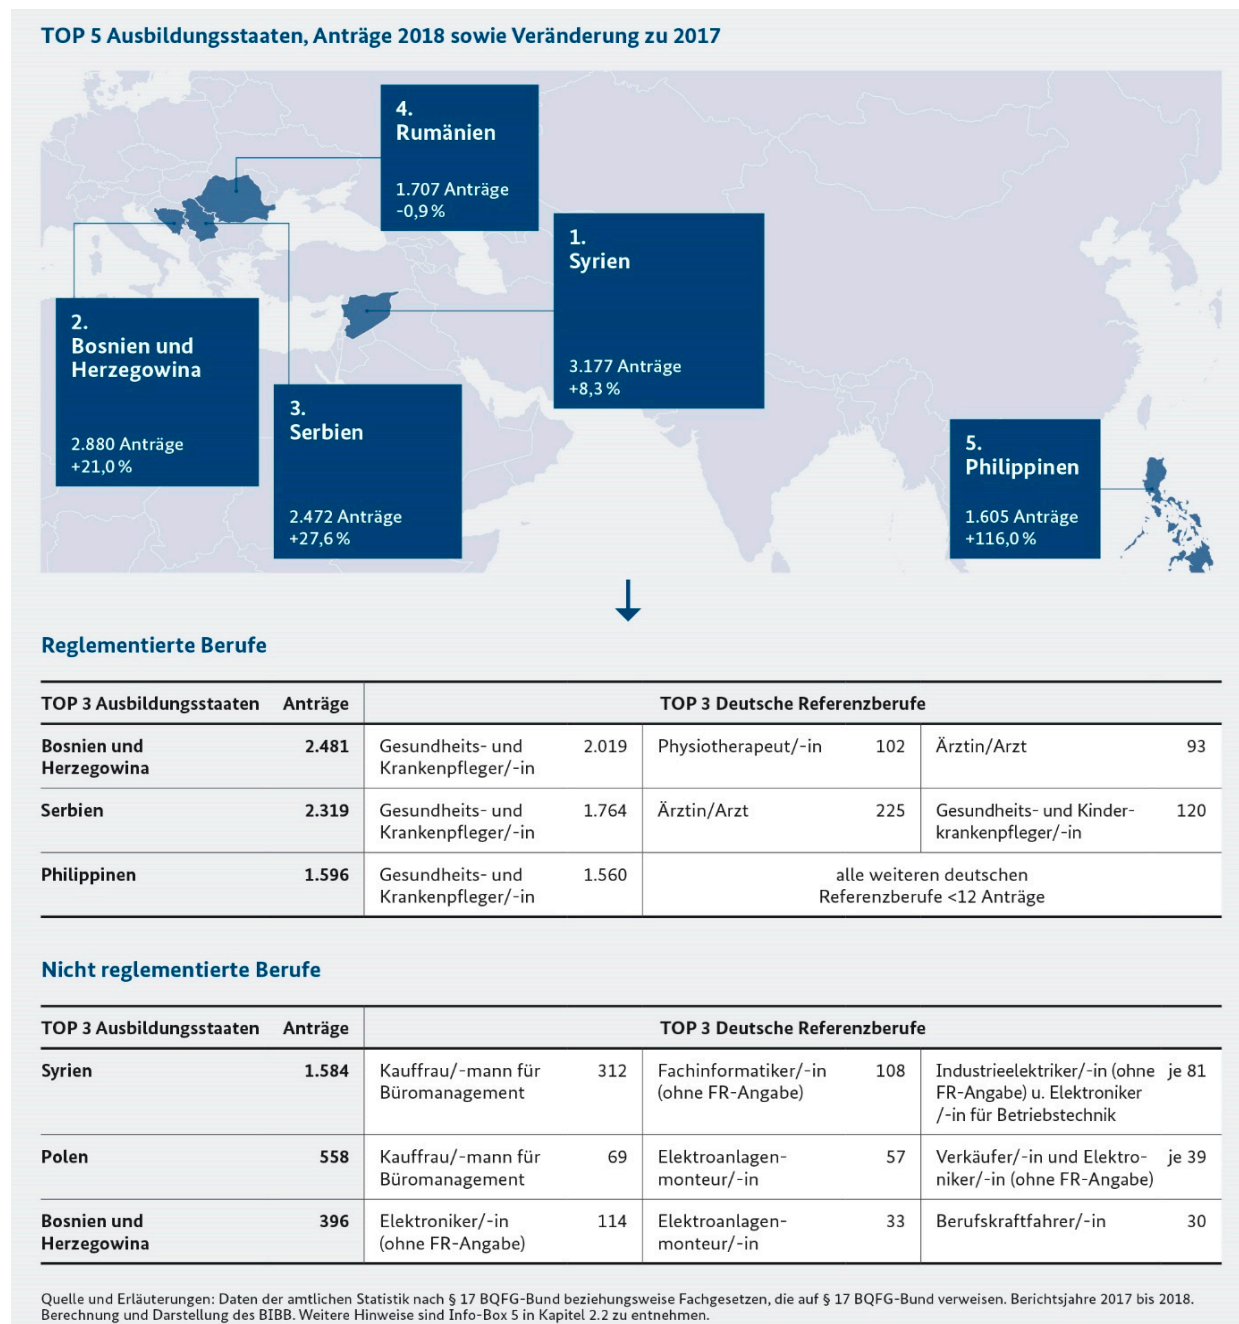 TOP 5 Ausbildungsstaaten, Anträge 2018 sowie Veränderung zu 2017
4.
Rumänien
1.707 Anträge
-0,9 %
1.
Syrien
3.177 Anträge
+8,3 %
2.
Bosnien und
Herzegowina
2.880 Anträge
+21,0 %
3.
Serbien
2.472 Anträge
+27,6 %
5.
Philippinen
1.605 Anträge
+116,0 %
Reglementierte Berufe
TOP 3 Ausbildungsstaaten Anträge TOP 3 Deutsche Referenzberufe
Bosnien und 2.481 Gesundheits- und 2.019 Physiotherapeut/-in 102 Ärztin/Arzt 93
Herzegowina Krankenpfleger/-in
Serbien 2.319 Gesundheits- und 1.764 Ärztin/Arzt 225 Gesundheits- und Kinder- 120
Krankenpfleger/-in krankenpfleger/-in
Philippinen 1.596 Gesundheits- und 1.560 alle weiteren deutschen
Krankenpfleger/-in Referenzberufe <12 Anträge
Nicht reglementierte Berufe
TOP 3 Ausbildungsstaaten Anträge TOP 3 Deutsche Referenzberufe
Syrien 1.584 Kauffrau/-mann für 312 Fachinformatiker/-in 108 Industrieelektriker/-in (ohne je 81
Büromanagement (ohne FR-Angabe) FR-Angabe) u. Elektroniker
/-in für Betriebstechnik
Polen 558 Kauffrau/-mann für 69 Elektroanlagen- 57 Verkäufer/-in und Elektro- je 39
Büromanagement monteur/-in niker/-in (ohne FR-Angabe)
Bosnien und 396 Elektroniker/-in 114 Elektroanlagen- 33 Berufskraftfahrer/-in 30
Herzegowina (ohne FR-Angabe) monteur/-in
Quelle und Erläuterungen: Daten der amtlichen Statistik nach § 17 BQFG-Bund beziehungsweise Fachgesetzen, die auf § 17 BQFG-Bund verweisen. Berichtsjahre 2017 bis 2018.
Berechnung und Darstellung des BIBB. Weitere Hinweise sind Info-Box 5 in Kapitel 2.2 zu entnehmen.